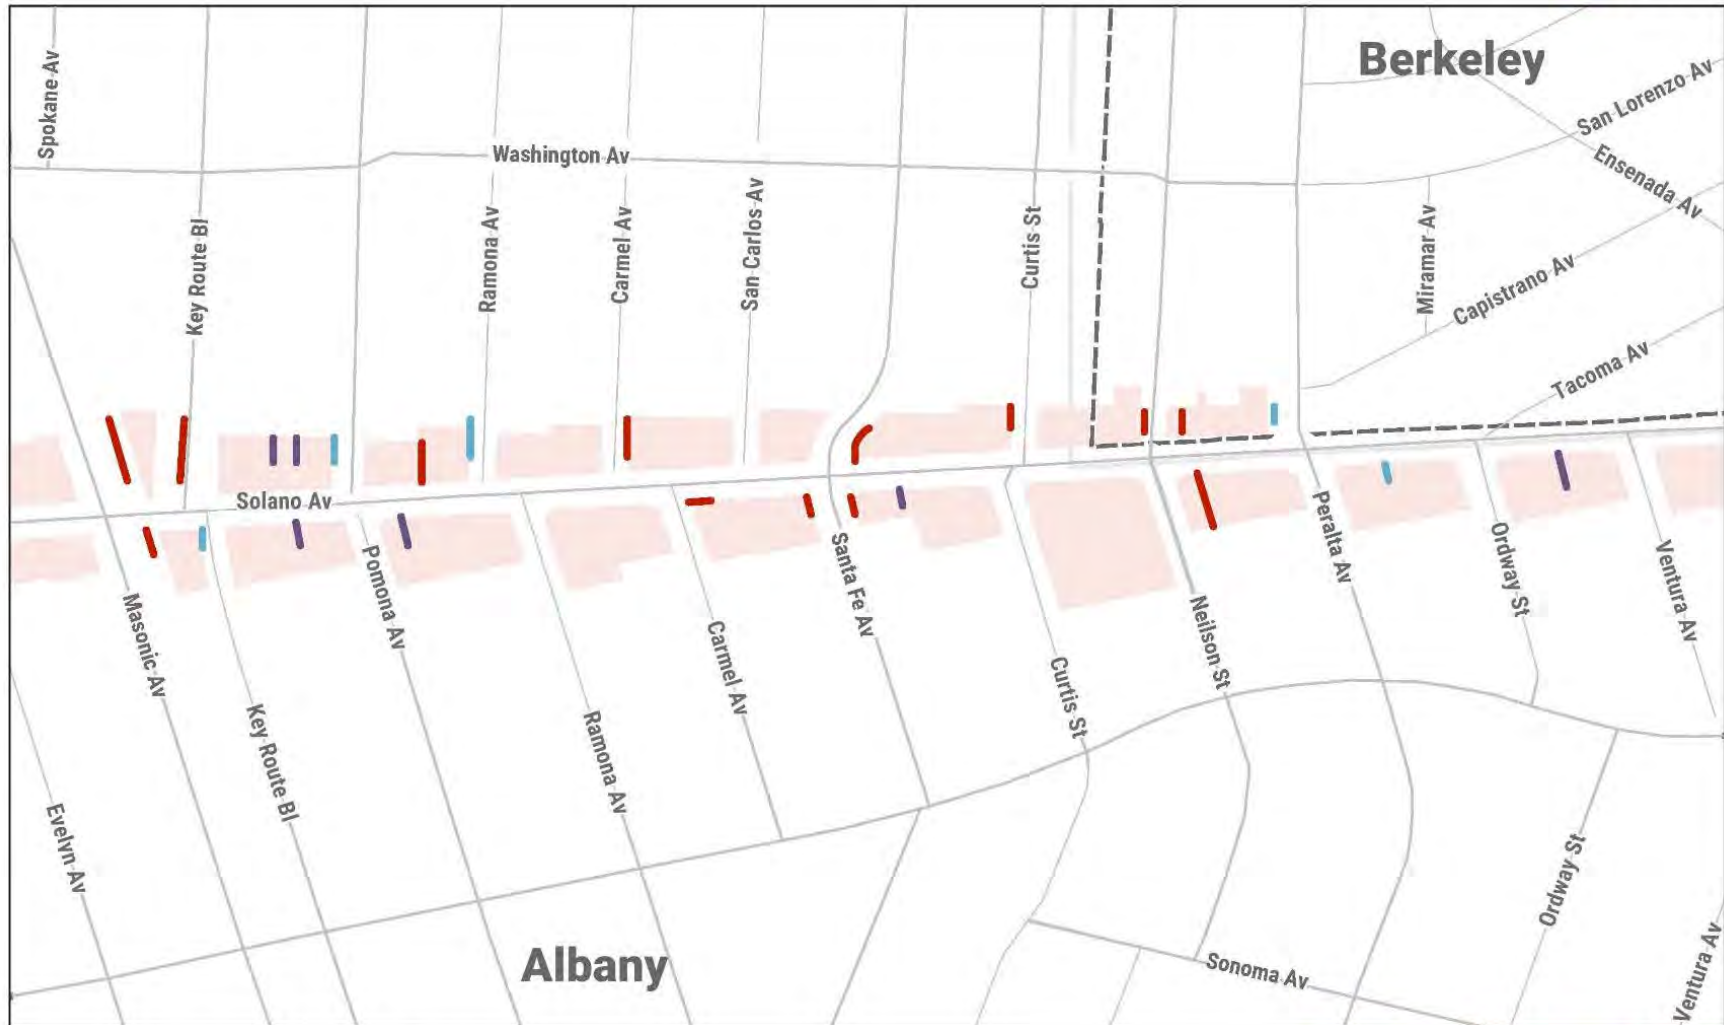 Berkeley
Spokane Av
San Lorenzo Av
Washington Av
Ensenada Av
Key Route Bl
Ramona Av
Carmel Av
San Carlos Av
Curtis St
Miramar Av
Capistrano Av
Tacoma Av
Solano Av
Masonic Av
Pomona Av
Santa Fe Av
Peralta Av
Ordway St
Ventura Av
Neilson St
Carmel Av
Curtis St
Key Route Bl
Ramona Av
Evelyn Av
Ordway St
Albany
Sonoma Av
Ventura Av